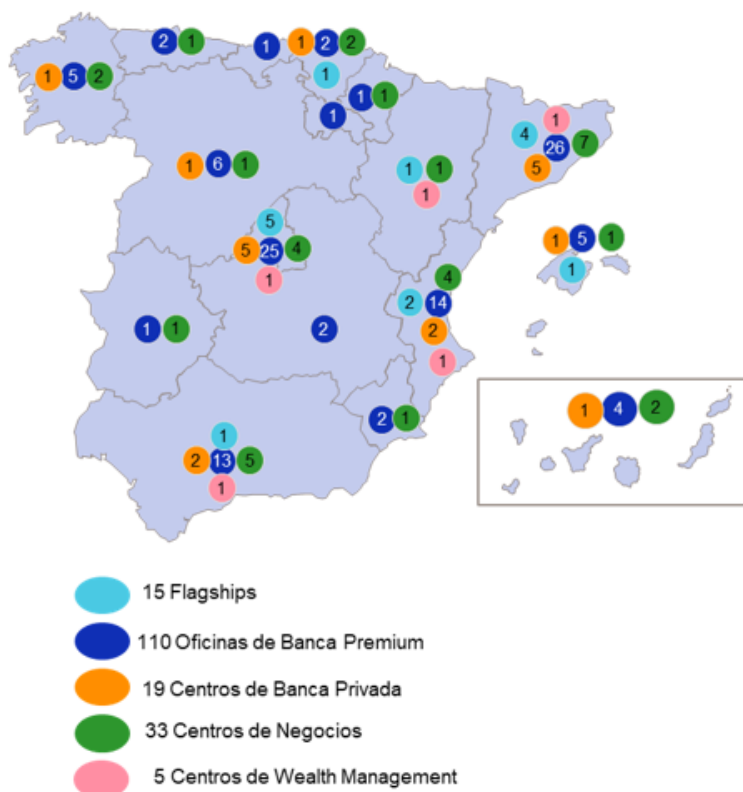 2 1
1
1 2 2
1 5 2
1
1 1
1
1
4 26 7
5
1 6 1
1 1
1
5
5 25 4
1
1 5 1
1
4
2 14
2
1
1 1
2
1 4 2
2 1
1
2 13 5
1
15 Flagships
110 Oficinas de Banca Premium
19 Centros de Banca Privada
33 Centros de Negocios
5 Centros de Wealth Management